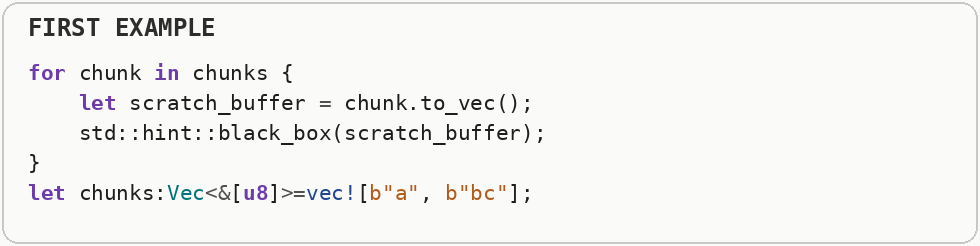 FIRST EXAMPLE
for chunk in chunks {
    let scratch_buffer = chunk.to_vec();
    std::hint::black_box(scratch_buffer);
}
let chunks:Vec<&[u8]>=vec![b"a", b"bc"];